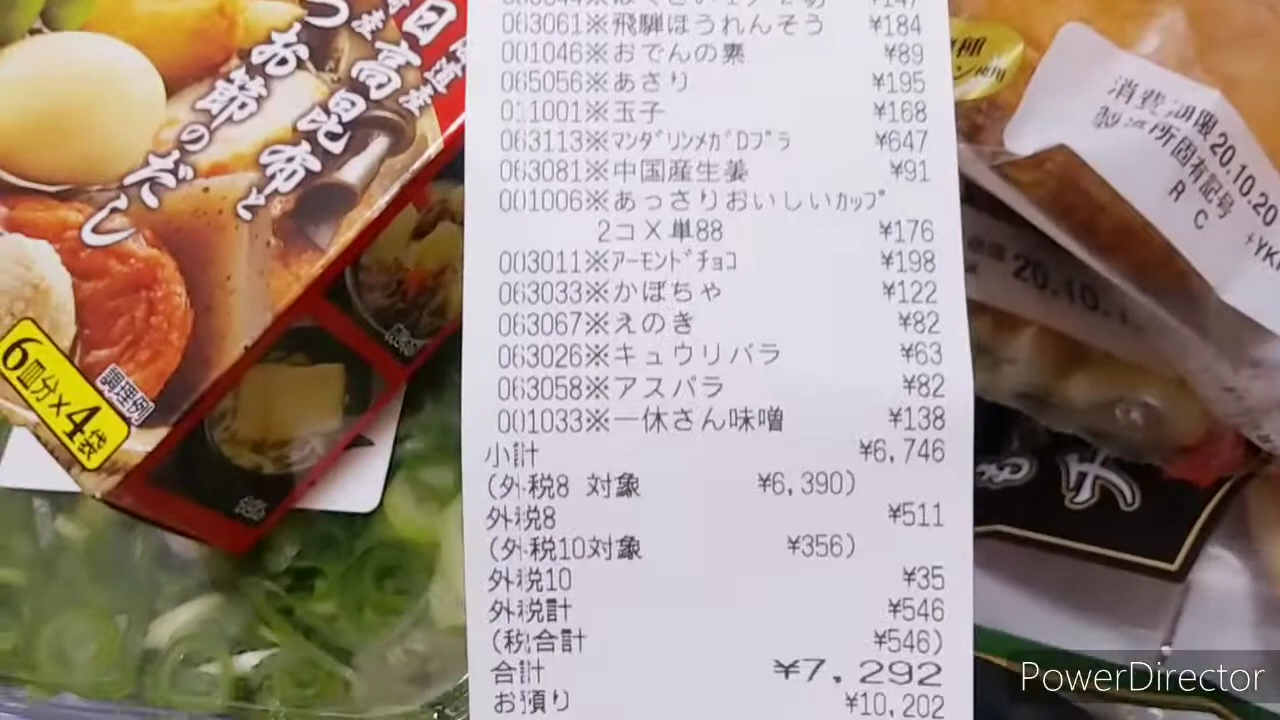 063061※飛騨ほうれんそう ¥184
001046※おでんの素 ¥89
065056※あさり ¥195
011001※玉子 ¥168
063113※マンダリンメガロプラ ¥647
063081※中国産生姜 ¥91
001006※あっさりおいしいカップ
2コ×単88 ¥176
003011※アーモンドチョコ ¥198
063033※かぼちゃ ¥122
063067※えのき ¥82
063026※キュウリバラ ¥63
063058※アスパラ ¥82
001033※一休さん味噌 ¥138
小計 ¥6,746
(外税8 対象 ¥6,390)
外税8 ¥511
(外税10対象 ¥356)
外税10 ¥35
外税計 ¥546
(税合計 ¥546)
合計 ¥7,292
お預り ¥10,202
日高昆布と
つお節のだし
6皿分×4袋
調理例
消費期限20.10.20
製造所固有記号
RC
+YK
20.10.1
PowerDirector